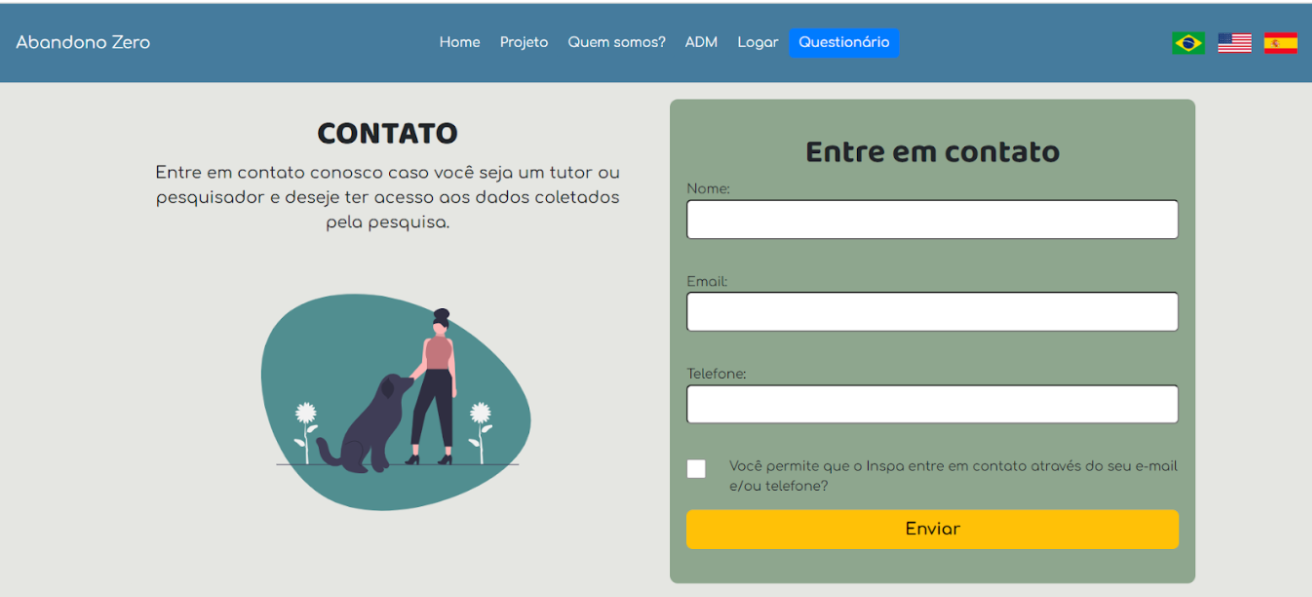 Abandono Zero
Home Projeto Quem somos? ADM Logar Questionário
CONTATO
Entre em contato conosco caso você seja um tutor ou
pesquisador e deseje ter acesso aos dados coletados
pela pesquisa.
Entre em contato
Nome:
Email:
Telefone:
Você permite que o Inspa entre em contato através do seu e-mail
e/ou telefone?
Enviar